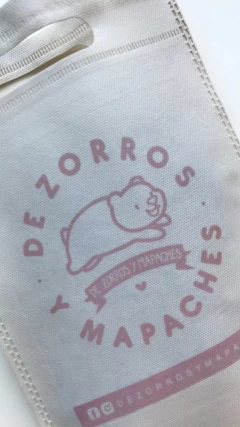 DE ZORROS
Y MAPACHES
DE ZORROS Y MAPACHES
DEZORROSYMAPA